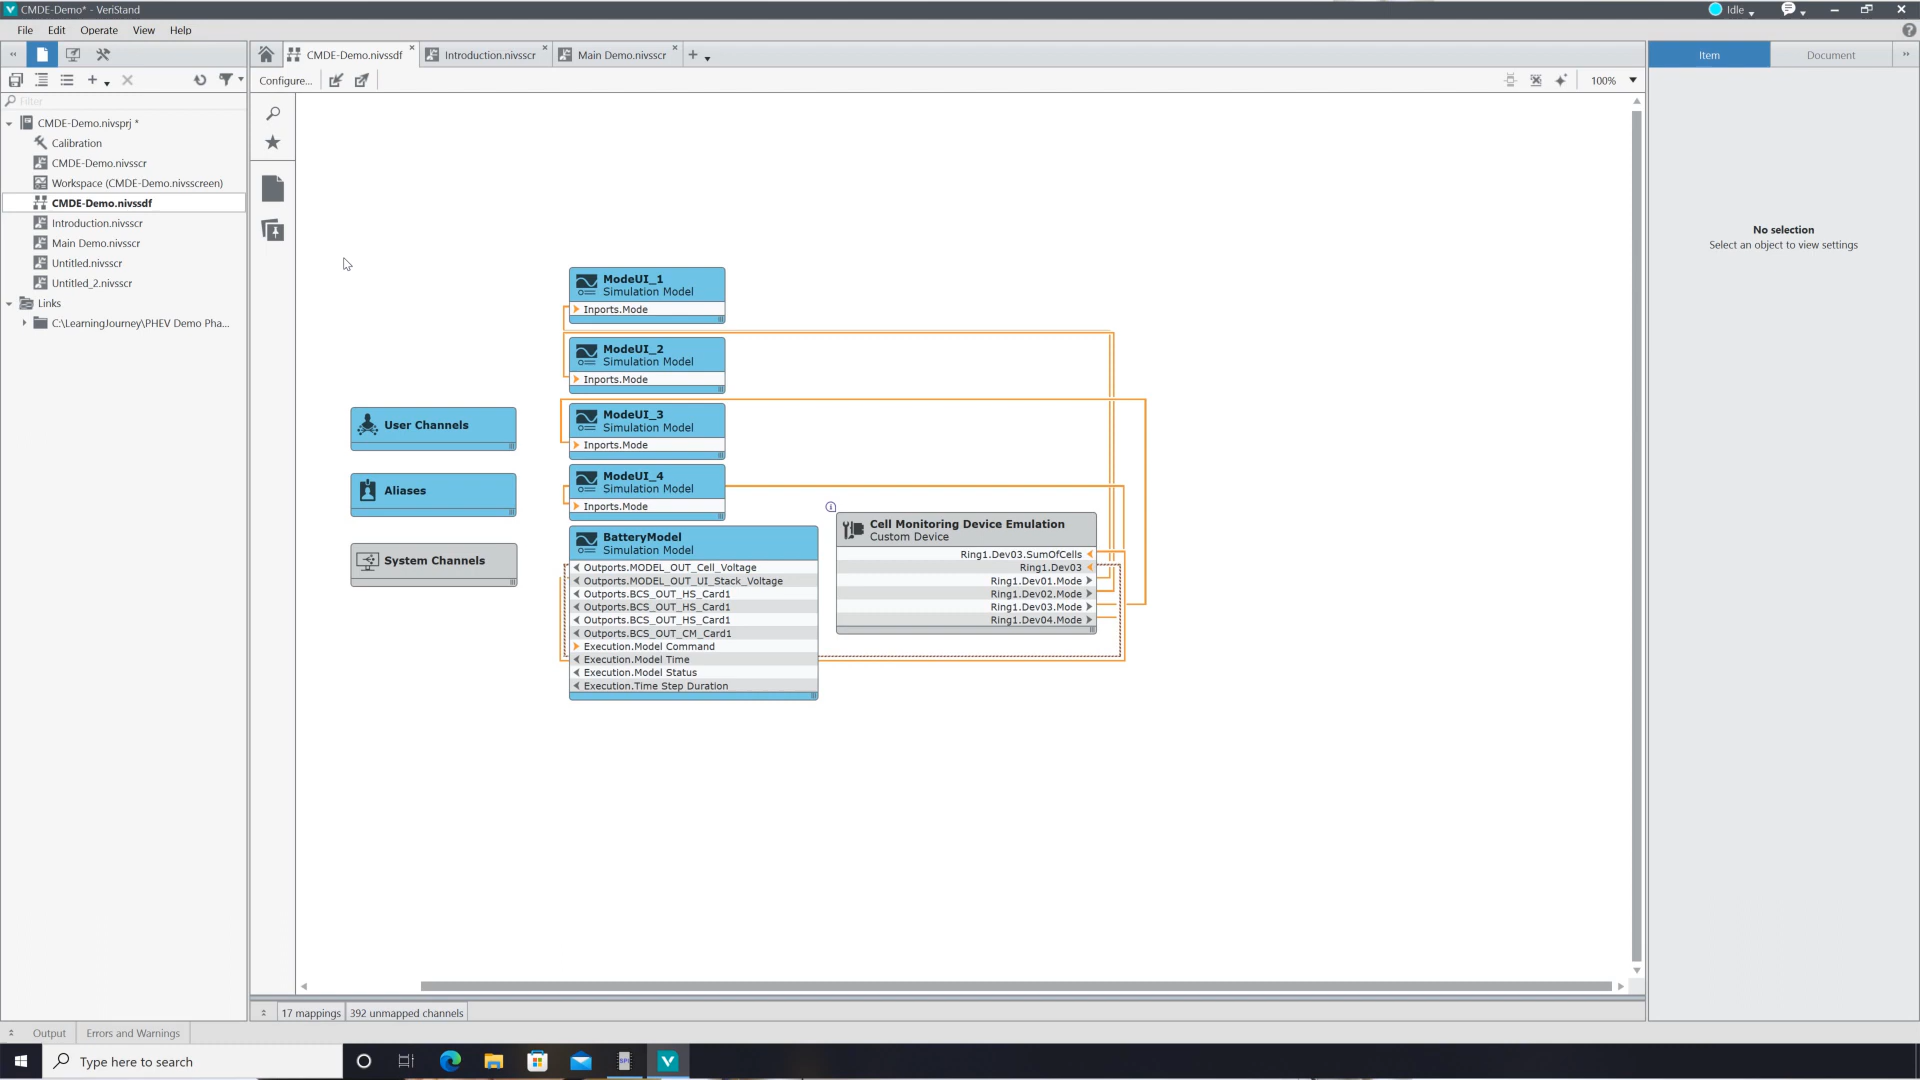 CMDE-Demo* - VeriStand
Idle
File Edit Operate View Help
CMDE-Demo.nivssdf Introduction.nivsscr Main Demo.nivsscr
Item Document
Configure... 100%
Filter
CMDE-Demo.nivsprj *
Calibration
CMDE-Demo.nivsscr
Workspace (CMDE-Demo.nivsscreen)
CMDE-Demo.nivssdf
Introduction.nivsscr
Main Demo.nivsscr
Untitled.nivsscr
Untitled_2.nivsscr
Links
C:\LearningJourney\PHEV Demo Pha...
User Channels
Aliases
System Channels
ModeUI_1
Simulation Model
Inports.Mode
ModeUI_2
Simulation Model
Inports.Mode
ModeUI_3
Simulation Model
Inports.Mode
ModeUI_4
Simulation Model
Inports.Mode
BatteryModel
Simulation Model
Outports.MODEL_OUT_Cell_Voltage
Outports.MODEL_OUT_UI_Stack_Voltage
Outports.BCS_OUT_HS_Card1
Outports.BCS_OUT_HS_Card1
Outports.BCS_OUT_HS_Card1
Outports.BCS_OUT_CM_Card1
Execution.Model Command
Execution.Model Time
Execution.Model Status
Execution.Time Step Duration
Cell Monitoring Device Emulation
Custom Device
Ring1.Dev03.SumOfCells
Ring1.Dev03
Ring1.Dev01.Mode
Ring1.Dev02.Mode
Ring1.Dev03.Mode
Ring1.Dev04.Mode
No selection
Select an object to view settings
17 mappings 392 unmapped channels
Output Errors and Warnings
Type here to search